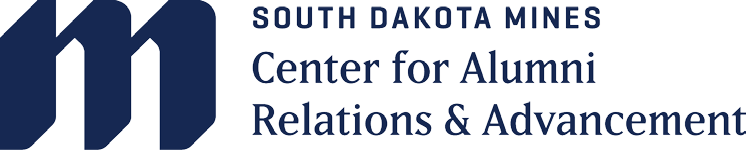 SOUTH DAKOTA MINES
Center for Alumni
Relations & Advancement